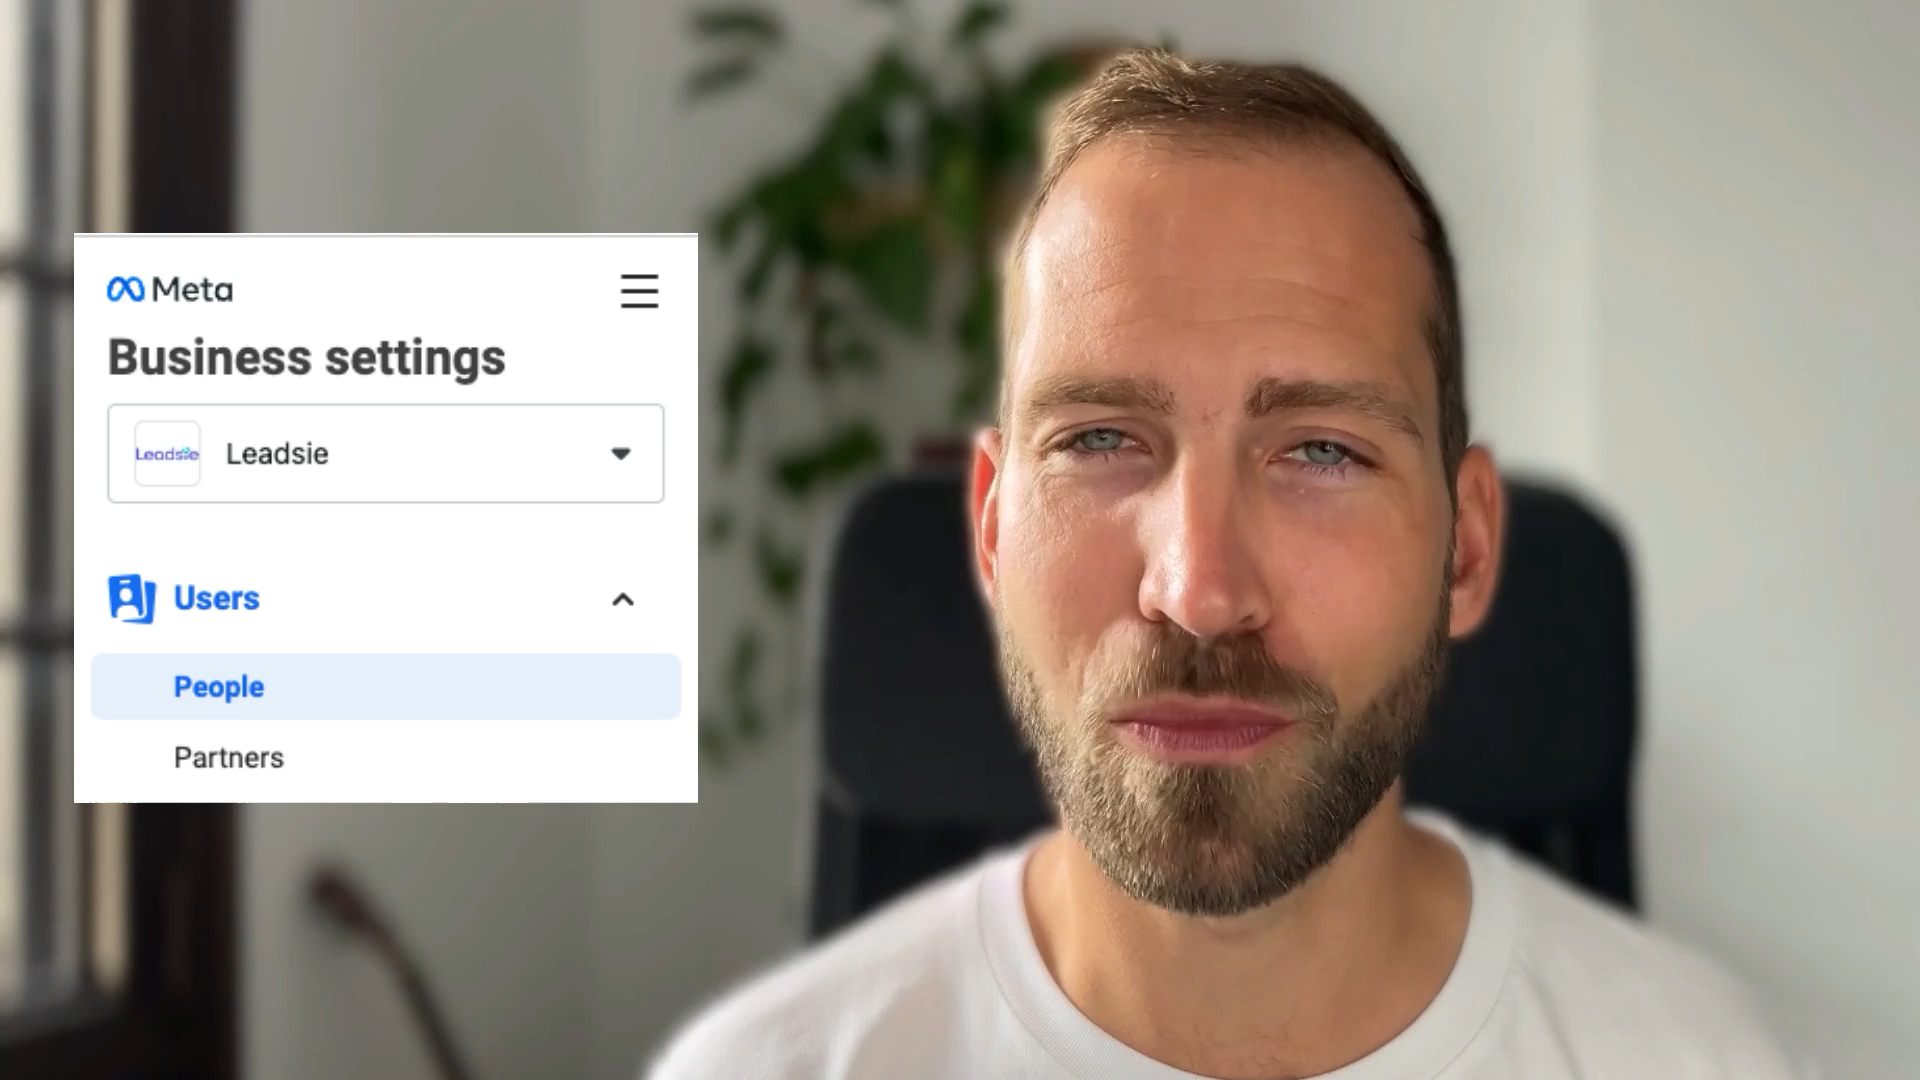 Meta
Business settings
Leadsie Leadsie
Users
People
Partners